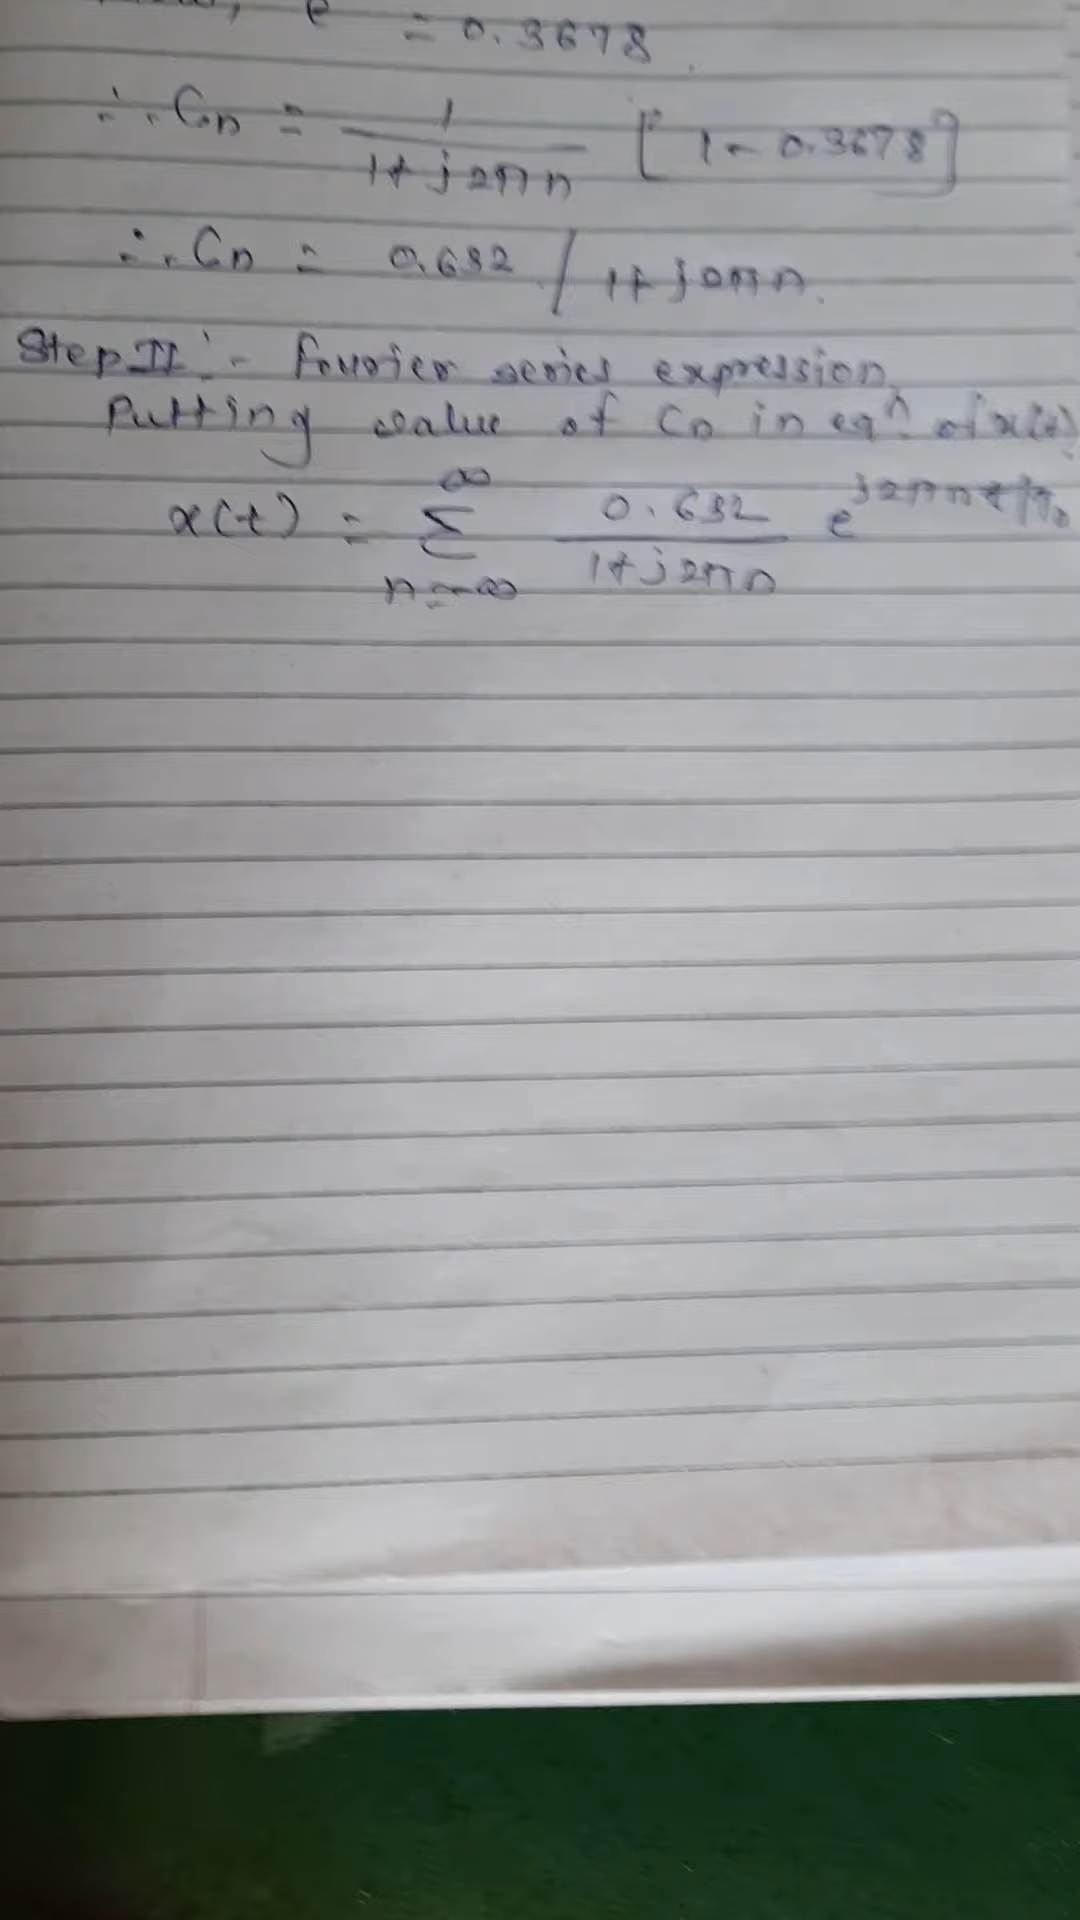 e = 0.3678
∴ Cn = 1 / 1+j2πn [1 - 0.3678]
∴ Cn = 0.632 / 1+j2πn.
Step II :- Fourier series expression
Putting value of Cn in eqn. of x(t)
x(t) = ∞ Σ n=-∞ 0.632 / 1+j2πn e^j2πnt/T0